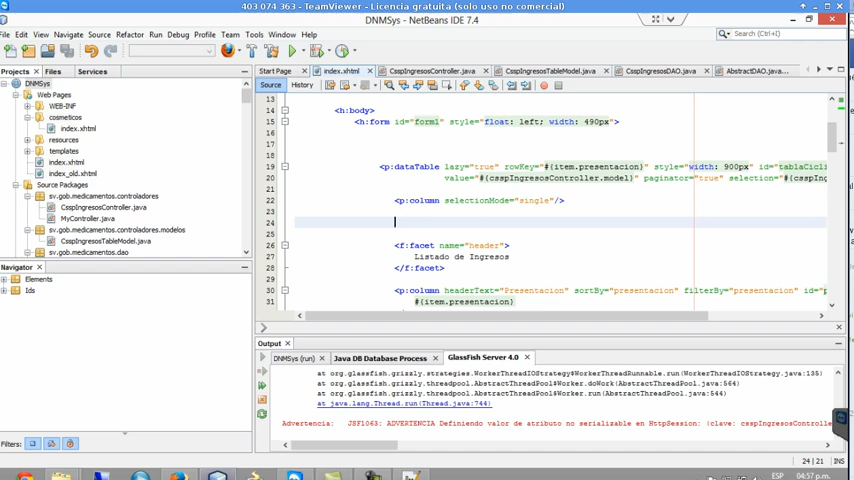 403 074 363 - TeamViewer - Licencia gratuita (solo uso no comercial)
DNMSys - NetBeans IDE 7.4
File Edit View Navigate Source Refactor Run Debug Profile Team Tools Window Help
Search (Ctrl+I)
Projects Files Services
Start Page index.xhtml CsspIngresosController.java CsspIngresosTableModel.java CsspIngresosDAO.java AbstractDAO.java...
Source History
DNMSys
Web Pages
WEB-INF
cosmeticos
index.xhtml
resources
templates
index.xhtml
index_old.xhtml
Source Packages
sv.gob.medicamentos.controladores
CsspIngresosController.java
MyController.java
sv.gob.medicamentos.controladores.modelos
CsspIngresosTableModel.java
sv.gob.medicamentos.dao
Navigator
Elements
Ids
Filters:
13
14 <h:body>
15 <h:form id="form1" style="float: left; width: 490px">
16
17
18
19 <p:dataTable lazy="true" rowKey="#{item.presentacion}" style="width: 900px" id="tablaCicli
20 value="#{csspIngresosController.model}" paginator="true" selection="#{csspIng
21
22 <p:column selectionMode="single"/>
23
24
25
26 <f:facet name="header">
27 Listado de Ingresos
28 </f:facet>
29
30 <p:column headerText="Presentacion" sortBy="presentacion" filterBy="presentacion" id="p
31 #{item.presentacion}
Output
DNMSys (run) Java DB Database Process GlassFish Server 4.0
at org.glassfish.grizzly.strategies.WorkerThreadIOStrategy$WorkerThreadRunnable.run(WorkerThreadIOStrategy.java:135)
at org.glassfish.grizzly.threadpool.AbstractThreadPool$Worker.doWork(AbstractThreadPool.java:564)
at org.glassfish.grizzly.threadpool.AbstractThreadPool$Worker.run(AbstractThreadPool.java:544)
at java.lang.Thread.run(Thread.java:744)
Advertencia: JSF1063: ADVERTENCIA Definiendo valor de atributo no serializable en HttpSession: (clave: csspIngresosControlle
24 | 21 INS
ESP 04:57 p.m.